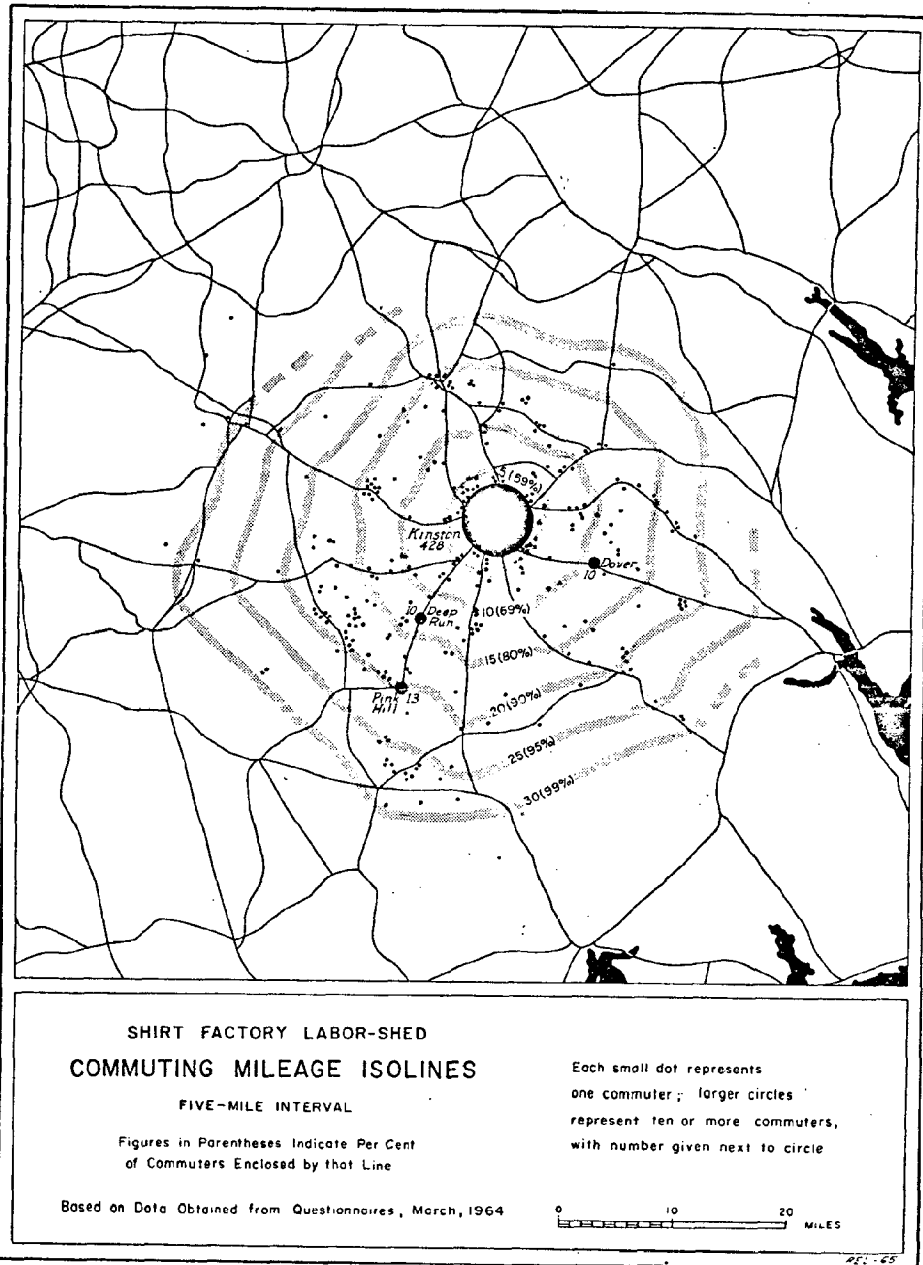 5(59%)
Kinston
428
Dover
10
10
Deep
Run
10(69%)
15(80%)
Pink
Hill
13
20(90%)
25(95%)
30(99%)
SHIRT FACTORY LABOR-SHED
COMMUTING MILEAGE ISOLINES
FIVE-MILE INTERVAL
Figures in Parentheses Indicate Per Cent
of Commuters Enclosed by that Line
Based on Data Obtained from Questionnaires, March, 1964
Each small dot represents
one commuter; larger circles
represent ten or more commuters,
with number given next to circle
0 10 20
MILES